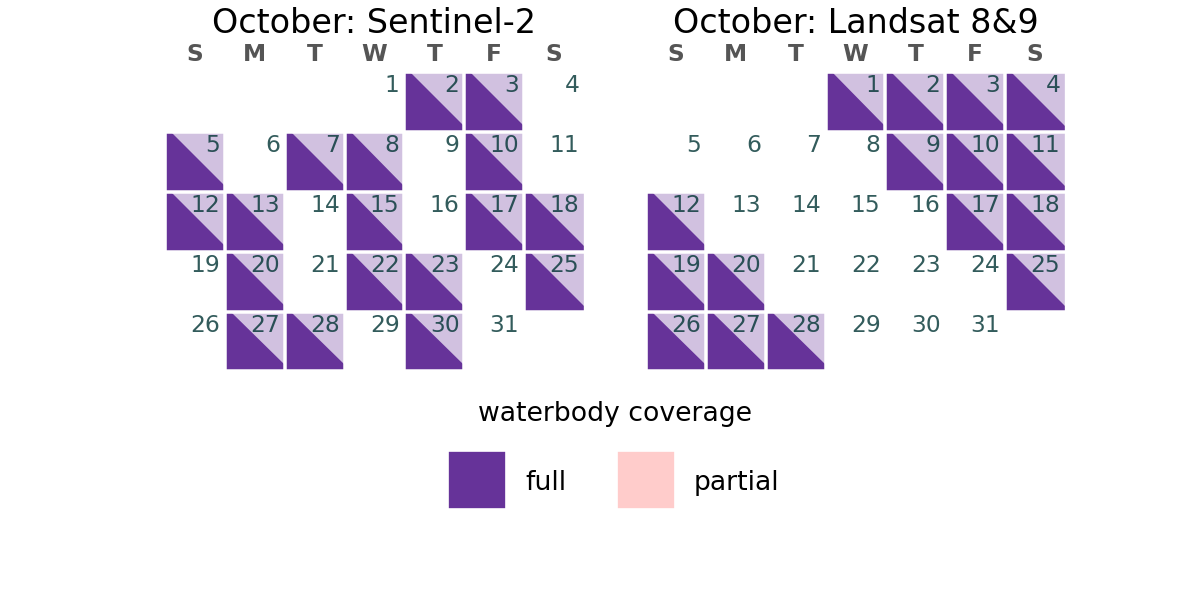 October: Sentinel-2
S M T W T F S
1 2 3 4
5 6 7 8 9 10 11
12 13 14 15 16 17 18
19 20 21 22 23 24 25
26 27 28 29 30 31
October: Landsat 8&9
S M T W T F S
1 2 3 4
5 6 7 8 9 10 11
12 13 14 15 16 17 18
19 20 21 22 23 24 25
26 27 28 29 30 31
waterbody coverage
full partial